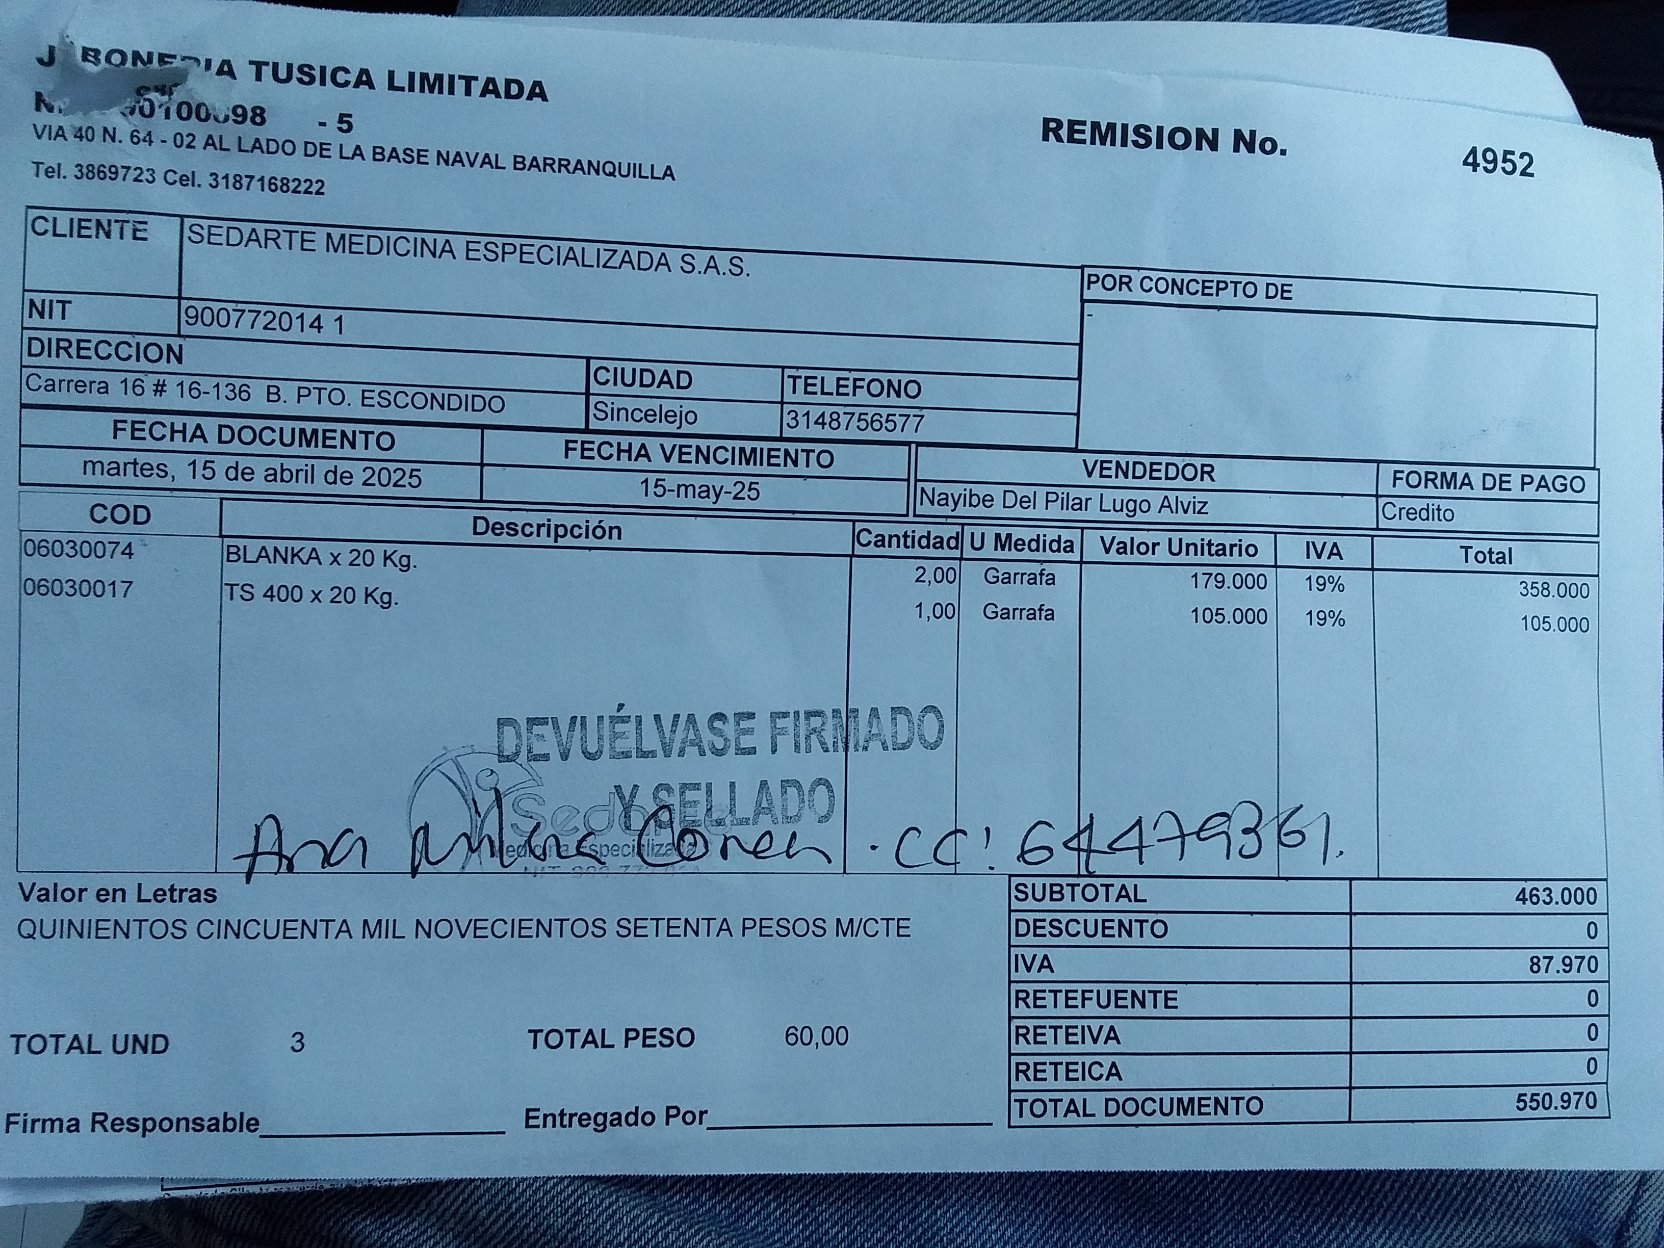 TUSICA LIMITADA
- 5
VIA 40 N. 64 - 02 AL LADO DE LA BASE NAVAL BARRANQUILLA
Tel. 3869723 Cel. 3187168222
REMISION No. 4952
CLIENTE SEDARTE MEDICINA ESPECIALIZADA S.A.S.
NIT 900772014 1
POR CONCEPTO DE
-
DIRECCION
Carrera 16 # 16-136 B. PTO. ESCONDIDO
CIUDAD
Sincelejo
TELEFONO
3148756577
FECHA DOCUMENTO
martes, 15 de abril de 2025
FECHA VENCIMIENTO
15-may-25
VENDEDOR
Nayibe Del Pilar Lugo Alviz
FORMA DE PAGO
Credito
COD Descripción Cantidad U Medida Valor Unitario IVA Total
06030074 BLANKA x 20 Kg. 2,00 Garrafa 179.000 19% 358.000
06030017 TS 400 x 20 Kg. 1,00 Garrafa 105.000 19% 105.000
DEVUÉLVASE FIRMADO
Y SELLADO
Medicina Especializada
Ana CC: 64479361.
Valor en Letras
QUINIENTOS CINCUENTA MIL NOVECIENTOS SETENTA PESOS M/CTE
TOTAL UND 3 TOTAL PESO 60,00
Firma Responsable Entregado Por
SUBTOTAL 463.000
DESCUENTO 0
IVA 87.970
RETEFUENTE 0
RETEIVA 0
RETEICA 0
TOTAL DOCUMENTO 550.970